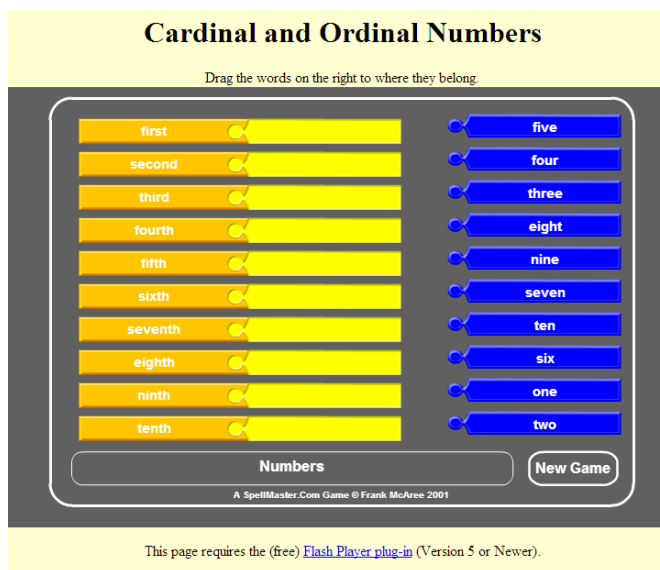 Cardinal and Ordinal Numbers
Drag the words on the right to where they belong.
first
second
third
fourth
fifth
sixth
seventh
eighth
ninth
tenth
five
four
three
eight
nine
seven
ten
six
one
two
Numbers
New Game
A SpellMaster.Com Game © Frank McAree 2001
This page requires the (free) Flash Player plug-in (Version 5 or Newer).